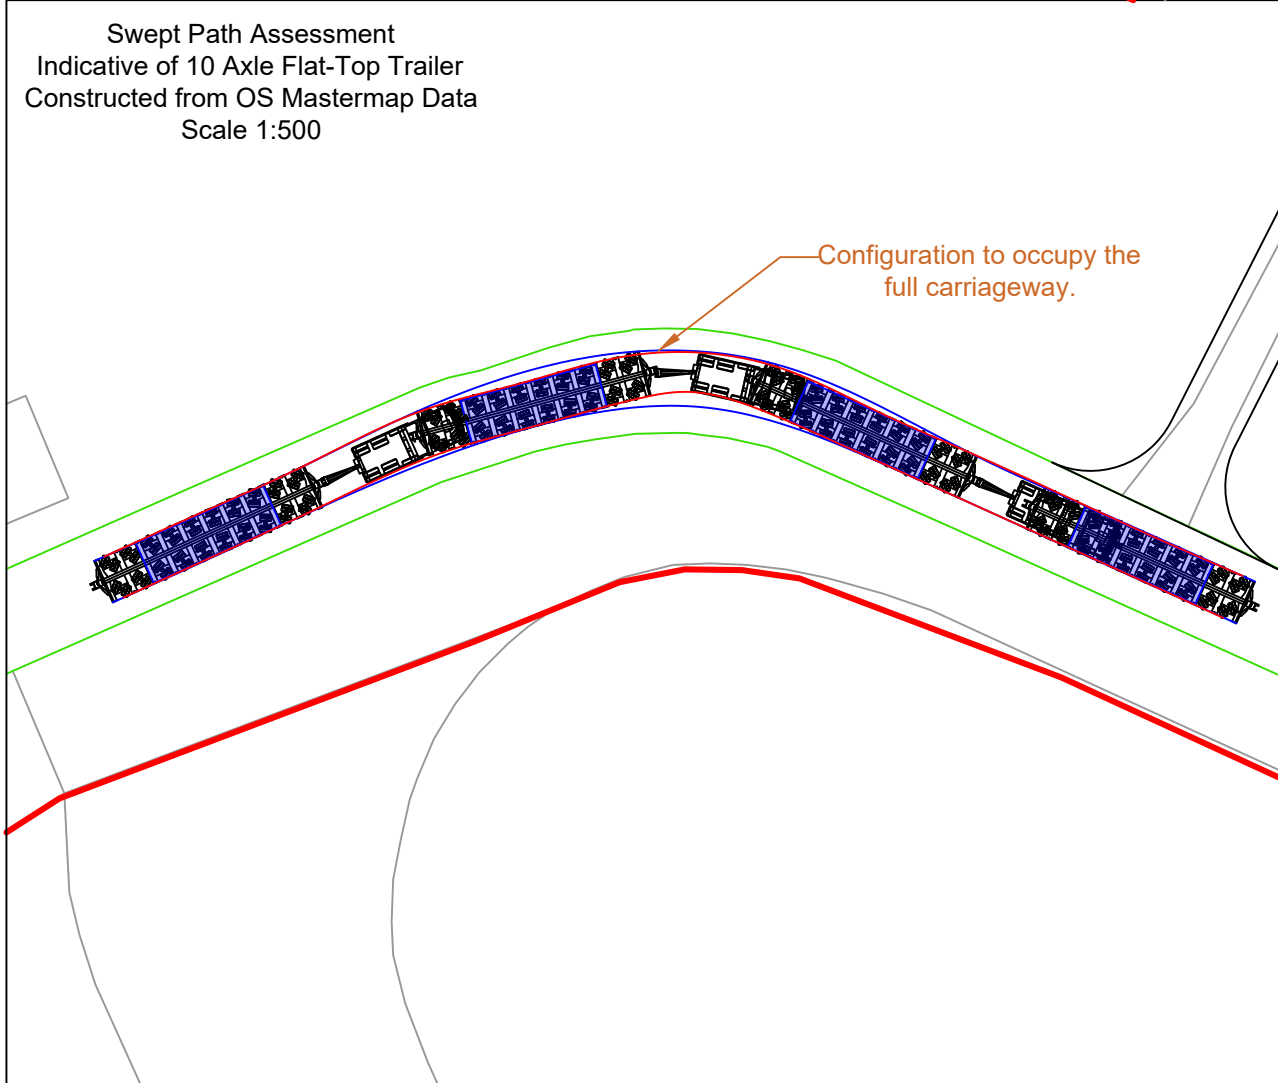 Swept Path Assessment
Indicative of 10 Axle Flat-Top Trailer
Constructed from OS Mastermap Data
Scale 1:500
Configuration to occupy the
full carriageway.